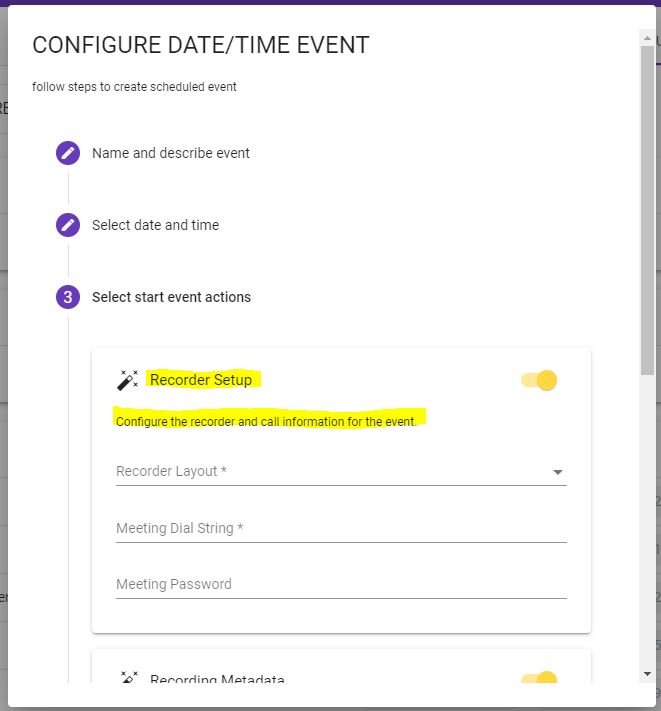 CONFIGURE DATE/TIME EVENT
follow steps to create scheduled event
Name and describe event
Select date and time
3 Select start event actions
Recorder Setup
Configure the recorder and call information for the event.
Recorder Layout *
Meeting Dial String *
Meeting Password
Recording Metadata